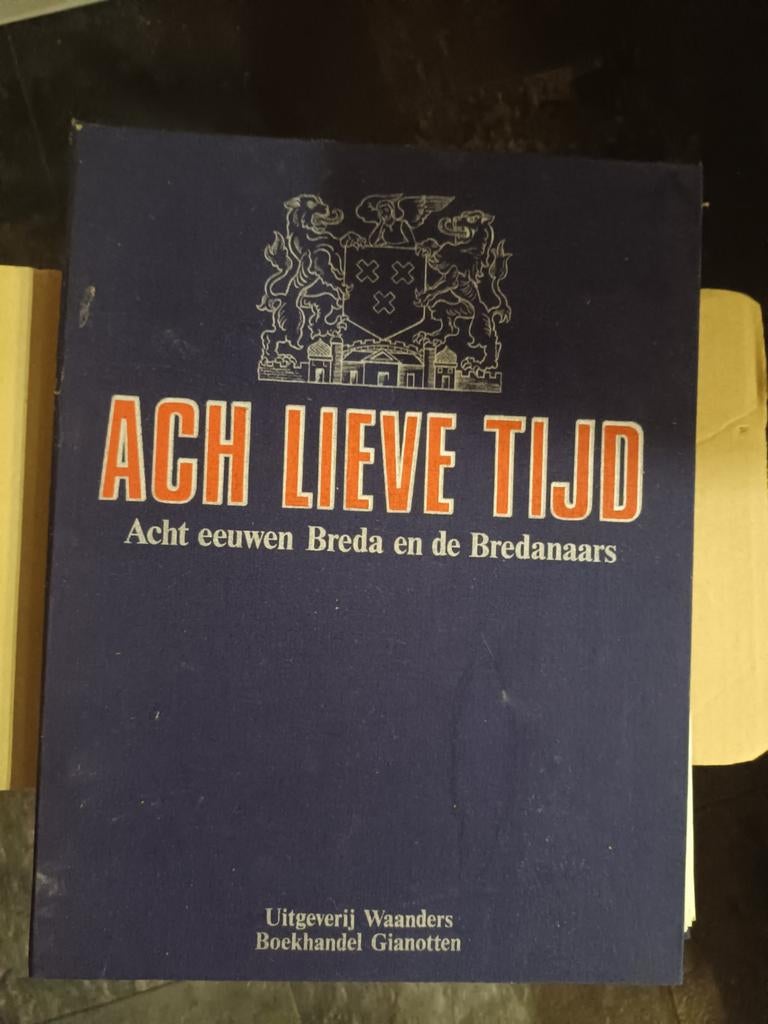 ACH LIEVE TIJD
Acht eeuwen Breda en de Bredanaars
Uitgeverij Waanders
Boekhandel Gianotten